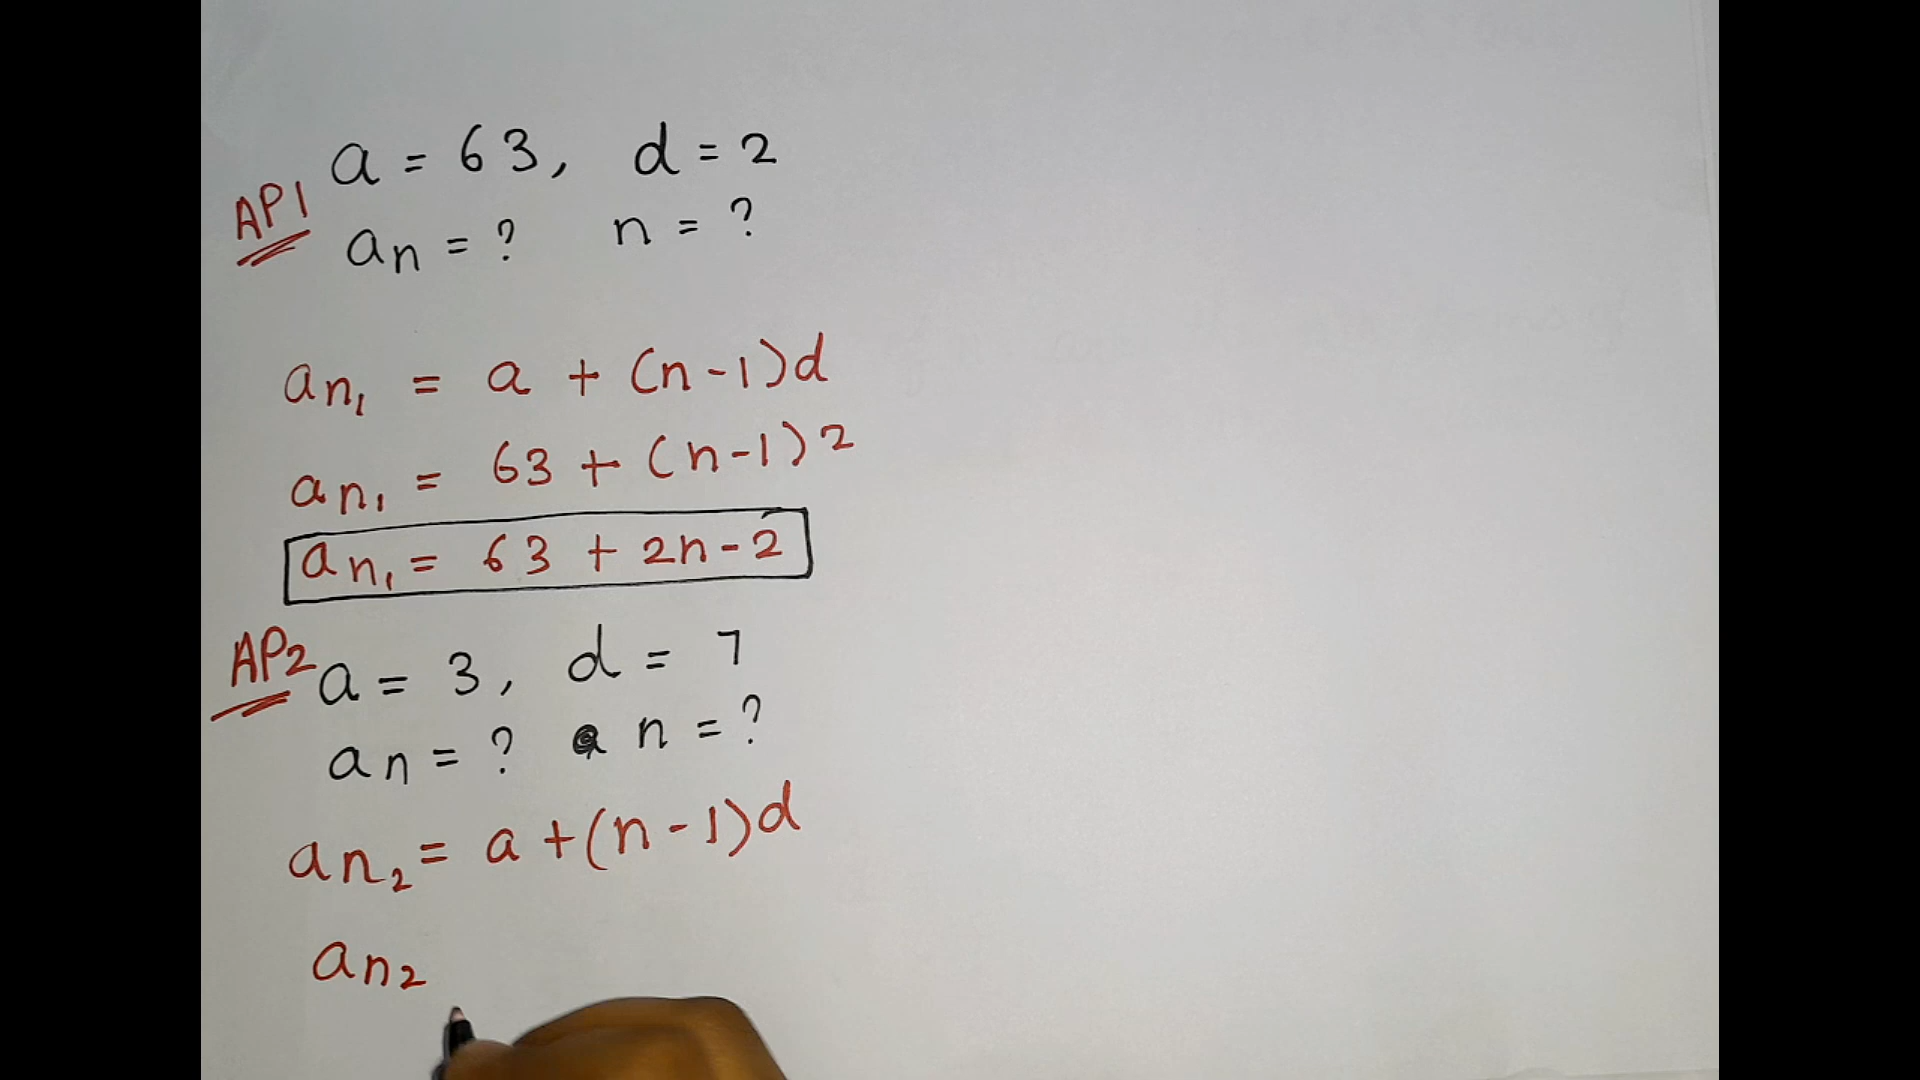 AP1
a = 63, d = 2
an = ? n = ?
an₁ = a + (n-1)d
an₁ = 63 + (n-1)2
an₁ = 63 + 2n-2
AP2
a = 3, d = 7
an = ? n = ?
an₂ = a +(n-1)d
an₂